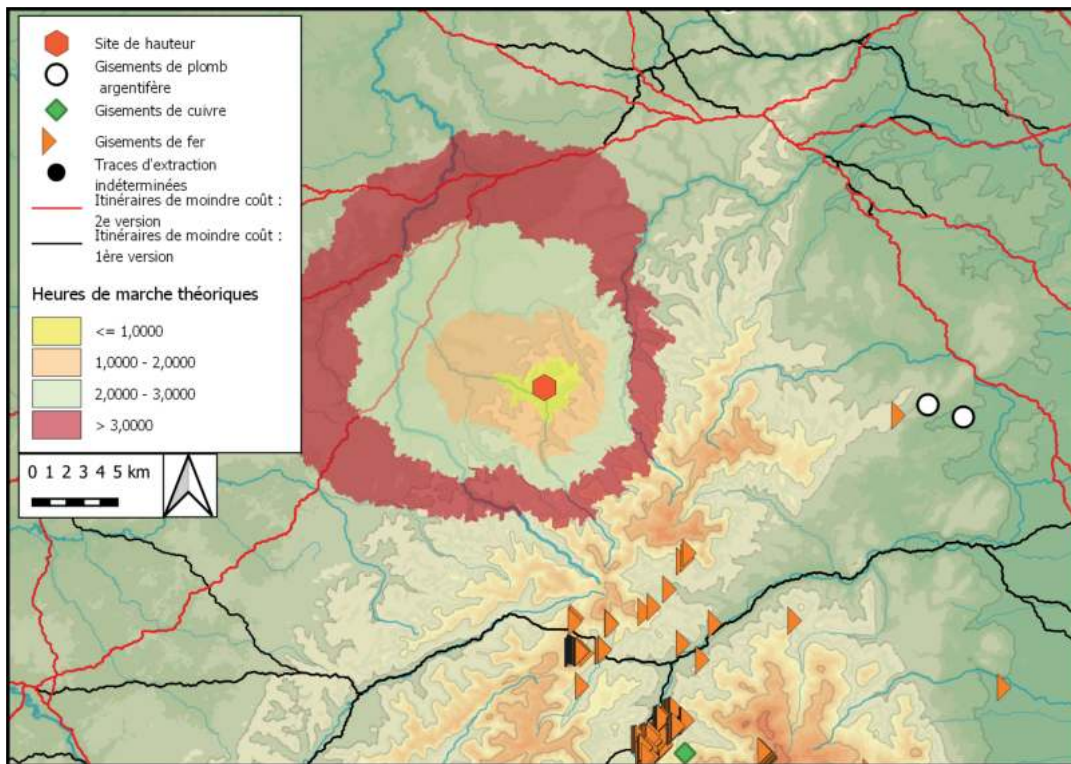 Site de hauteur
Gisements de plomb
argentifère
Gisements de cuivre
Gisements de fer
Traces d'extraction
indéterminées
Itinéraires de moindre coût :
2e version
Itinéraires de moindre coût :
1ère version
Heures de marche théoriques
<= 1,0000
1,0000 - 2,0000
2,0000 - 3,0000
> 3,0000
0 1 2 3 4 5 km